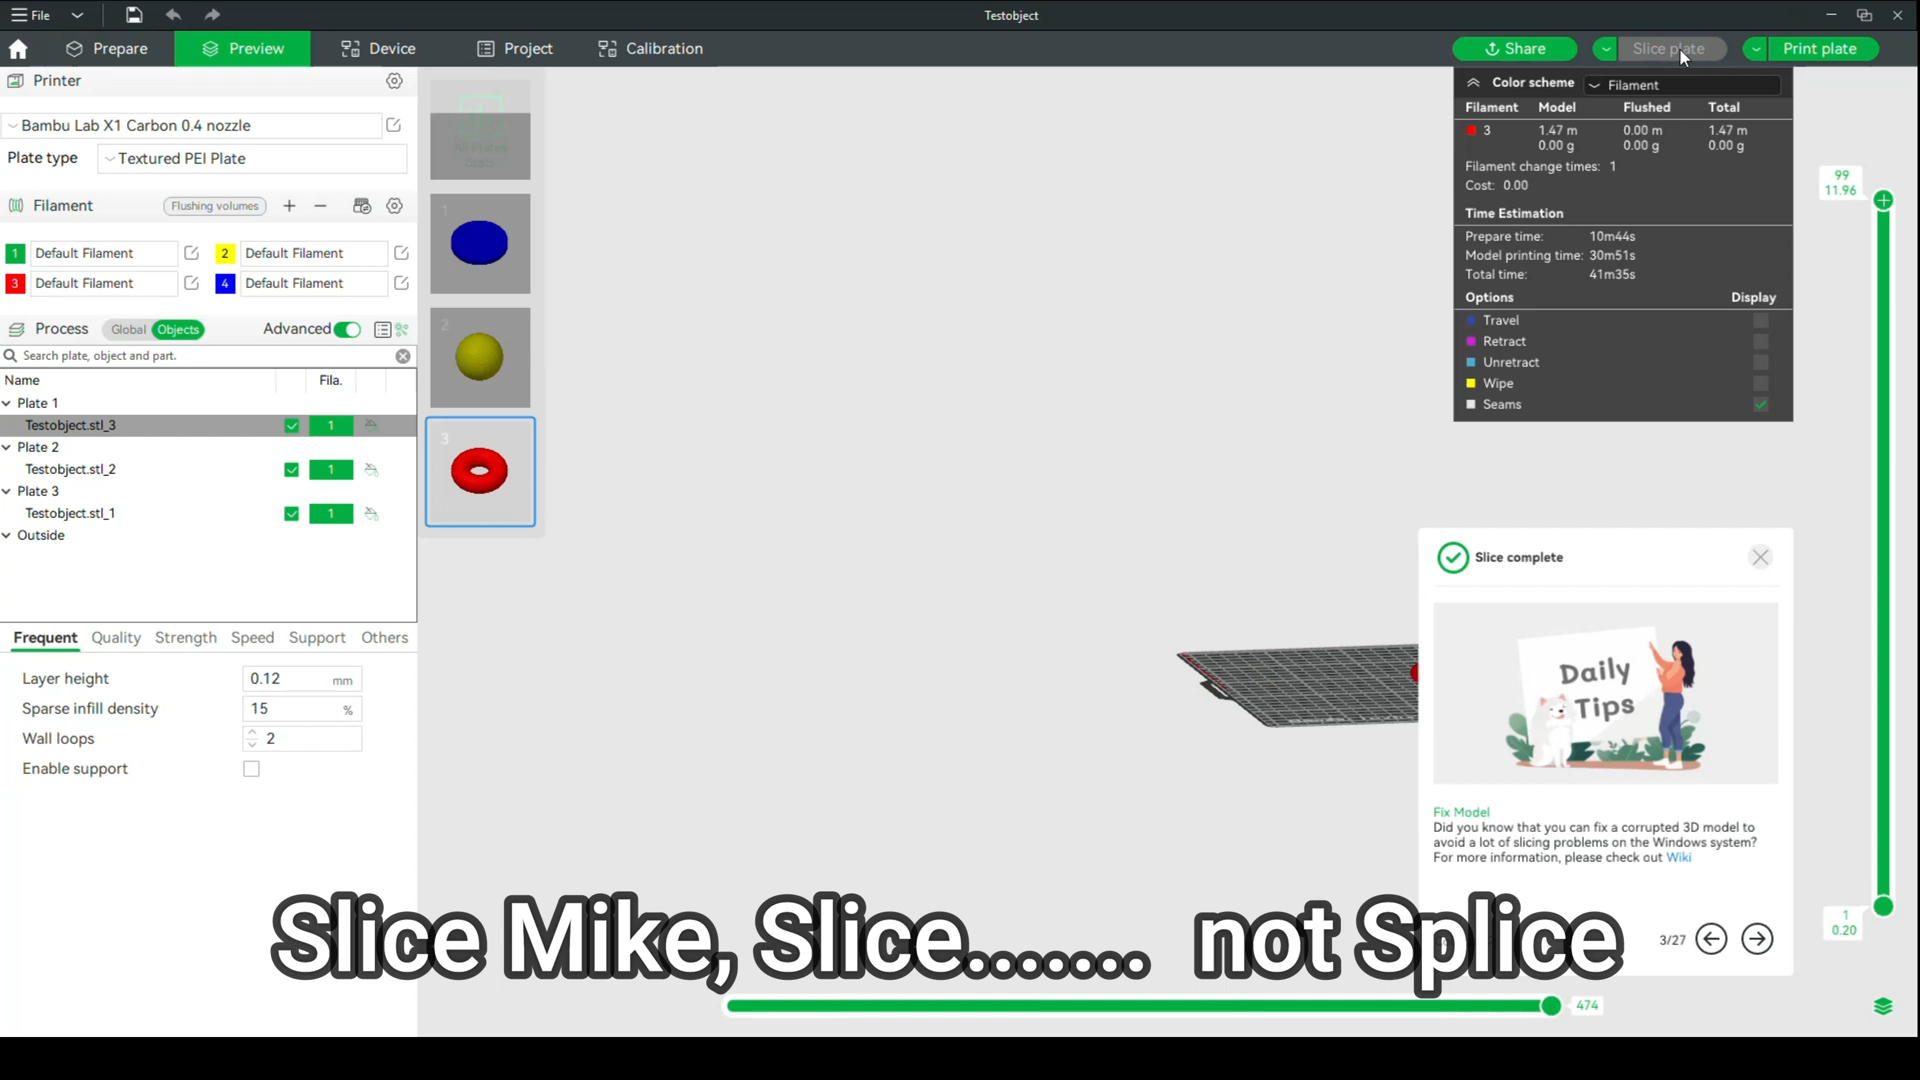 File
Testobject
Prepare
Preview
Device
Project
Calibration
Share
Slice plate
Print plate
Printer
Bambu Lab X1 Carbon 0.4 nozzle
Plate type
Textured PEI Plate
Filament
Flushing volumes
1 Default Filament
2 Default Filament
3 Default Filament
4 Default Filament
Process
Global
Objects
Advanced
Search plate, object and part.
Name
Fila.
Plate 1
Testobject.stl_3
1
Plate 2
Testobject.stl_2
1
Plate 3
Testobject.stl_1
1
Outside
Frequent
Quality
Strength
Speed
Support
Others
Layer height
0.12 mm
Sparse infill density
15 %
Wall loops
2
Enable support
All Plates
Stats
1
2
3
Color scheme
Filament
Filament Model Flushed Total
3 1.47 m 0.00 m 1.47 m
0.00 g 0.00 g 0.00 g
Filament change times: 1
Cost: 0.00
Time Estimation
Prepare time: 10m44s
Model printing time: 30m51s
Total time: 41m35s
Options Display
Travel
Retract
Unretract
Wipe
Seams
99
11.96
Slice complete
Daily
Tips
Fix Model
Did you know that you can fix a corrupted 3D model to
avoid a lot of slicing problems on the Windows system?
For more information, please check out Wiki
3/27
1
0.20
474
Slice Mike, Slice....... not Splice